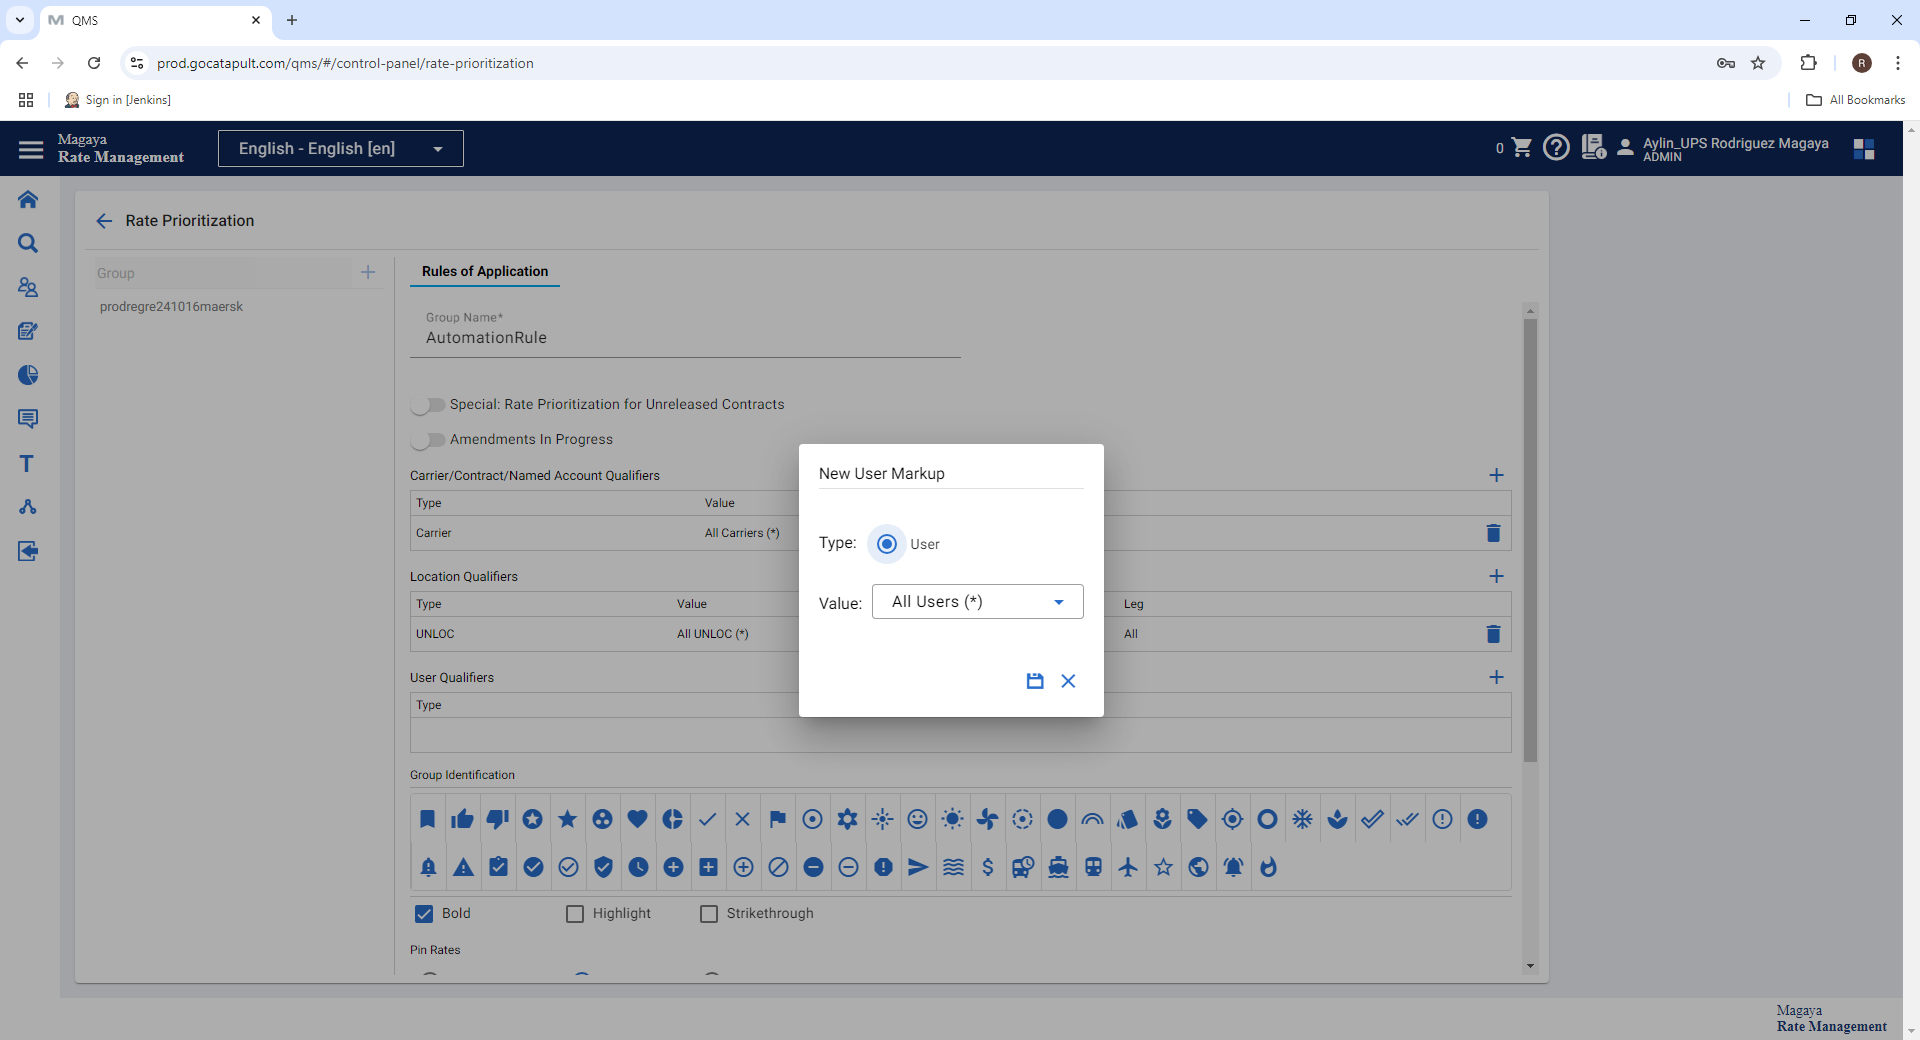 QMS
prod.gocatapult.com/qms/#/control-panel/rate-prioritization
R
Sign in [Jenkins]
All Bookmarks
Magaya
Rate Management
English - English [en]
0
Aylin_UPS Rodriguez Magaya
ADMIN
Rate Prioritization
Group
prodregre241016maersk
Rules of Application
Group Name*
AutomationRule
Special: Rate Prioritization for Unreleased Contracts
Amendments In Progress
Carrier/Contract/Named Account Qualifiers
Type Value
Carrier All Carriers (*)
Location Qualifiers
Type Value Leg
UNLOC All UNLOC (*) All
User Qualifiers
Type
New User Markup
Type: User
Value: All Users (*)
Group Identification
Bold Highlight Strikethrough
Pin Rates
Magaya
Rate Management